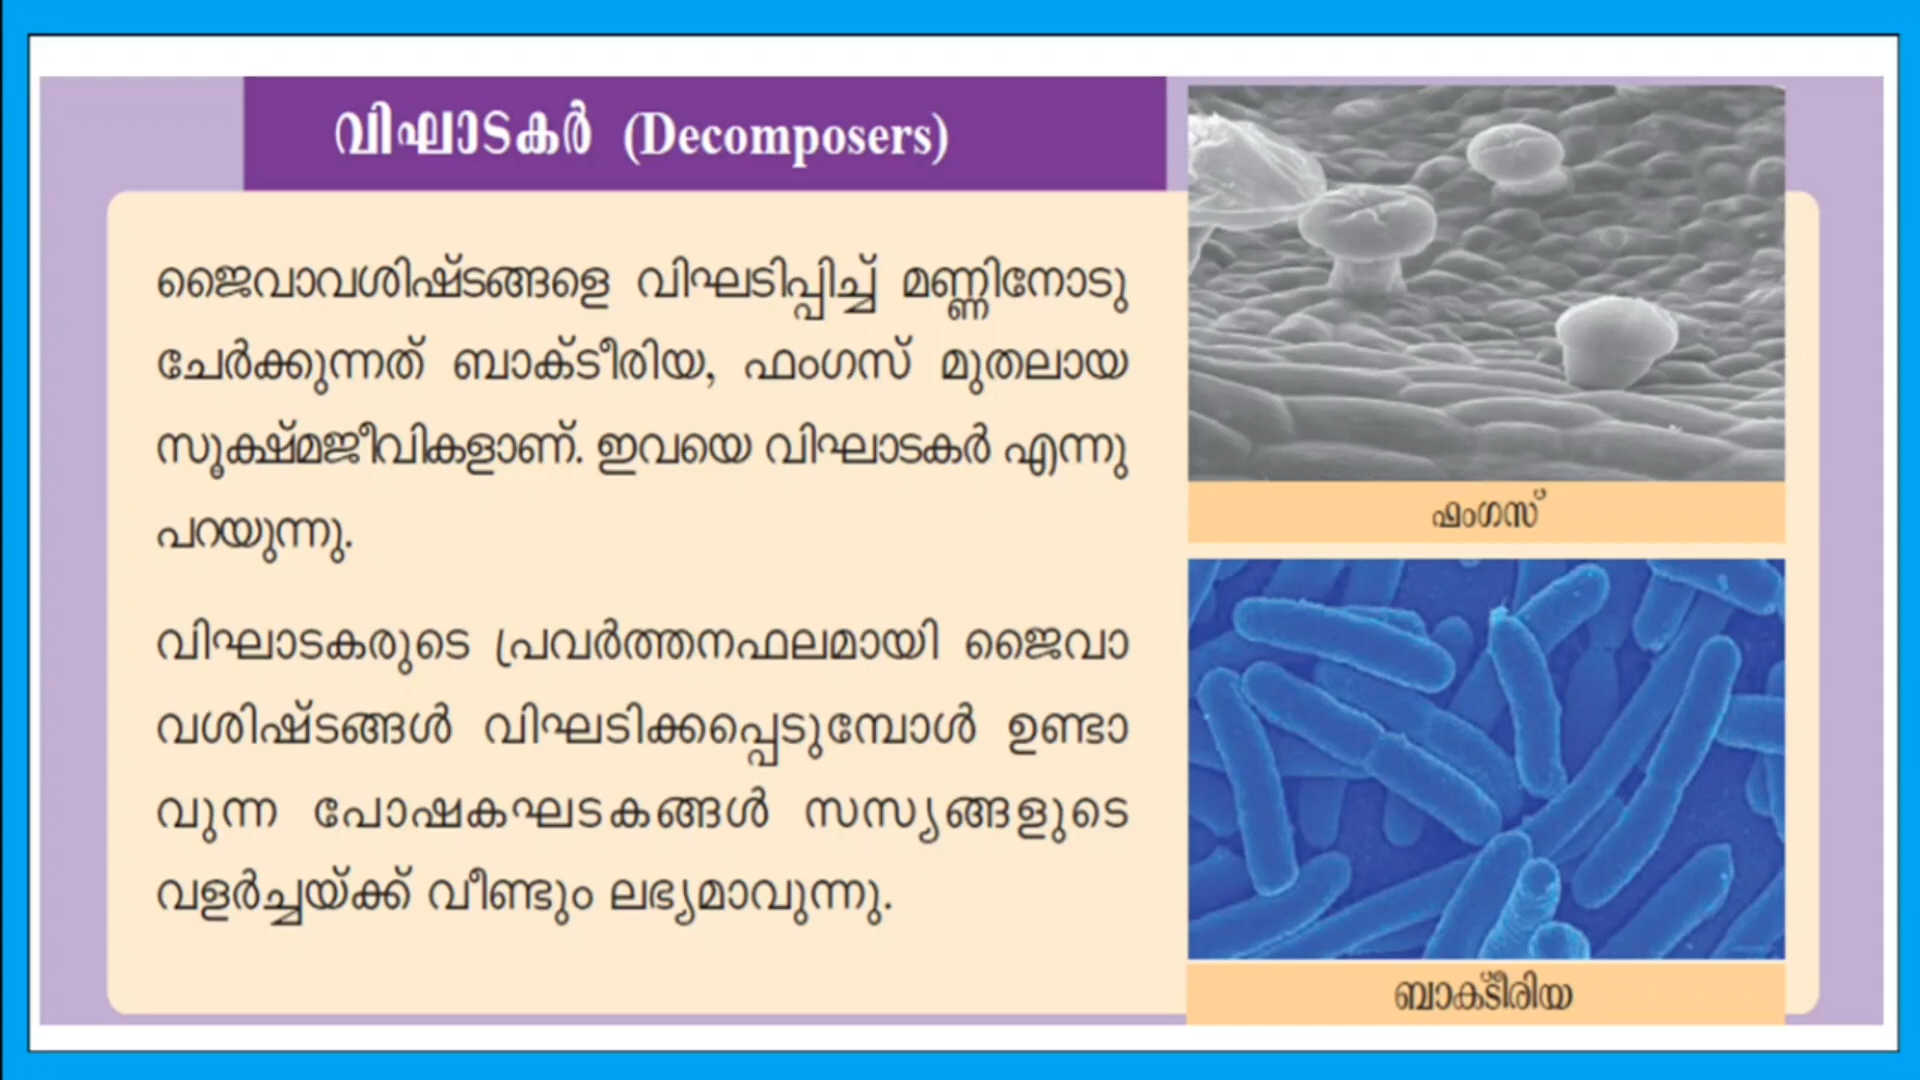 വിഘാടകർ (Decomposers)
ജൈവാവശിഷ്ടങ്ങളെ വിഘടിപ്പിച്ച് മണ്ണിനോടു
ചേർക്കുന്നത് ബാക്ടീരിയ, ഫംഗസ് മുതലായ
സൂക്ഷ്മജീവികളാണ്. ഇവയെ വിഘാടകർ എന്നു
പറയുന്നു.
വിഘാടകരുടെ പ്രവർത്തനഫലമായി ജൈവാ
വശിഷ്ടങ്ങൾ വിഘടിക്കപ്പെടുമ്പോൾ ഉണ്ടാ
വുന്ന പോഷകഘടകങ്ങൾ സസ്യങ്ങളുടെ
വളർച്ചയ്ക്ക് വീണ്ടും ലഭ്യമാവുന്നു.
ഫംഗസ്
ബാക്ടീരിയ